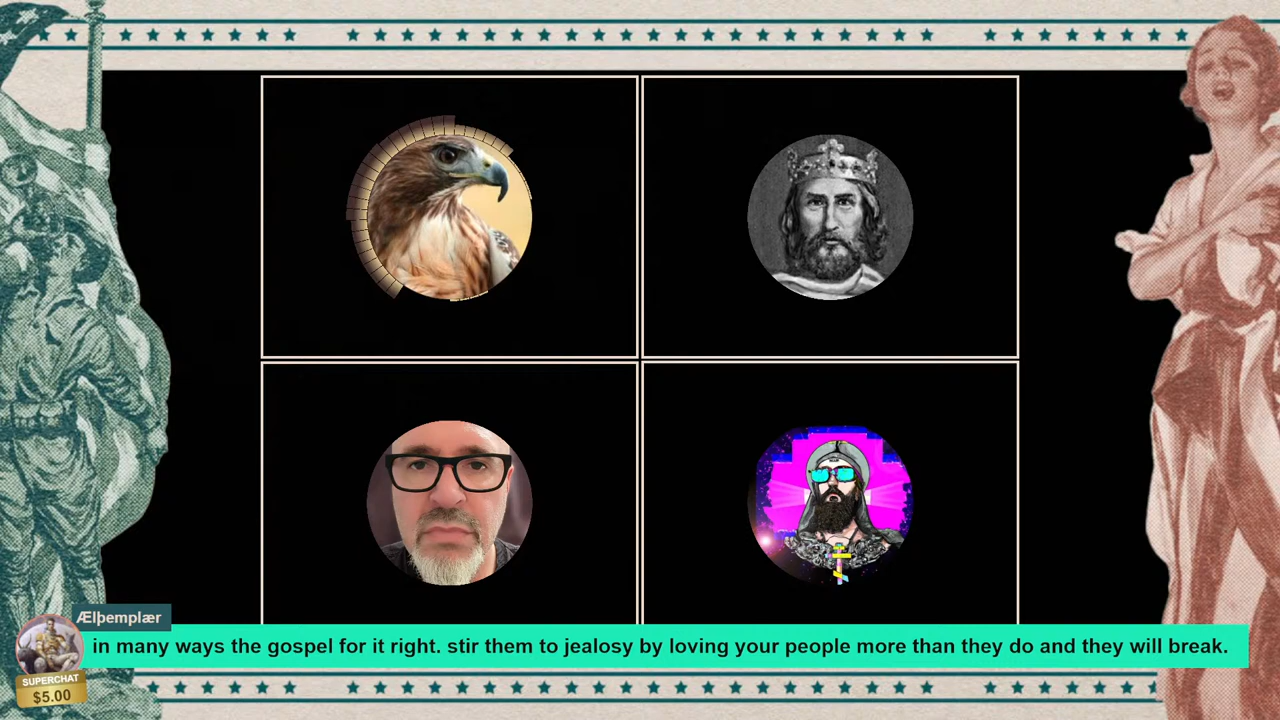 Ælþemplær
in many ways the gospel for it right. stir them to jealosy by loving your people more than they do and they will break.
SUPERCHAT
$5.00